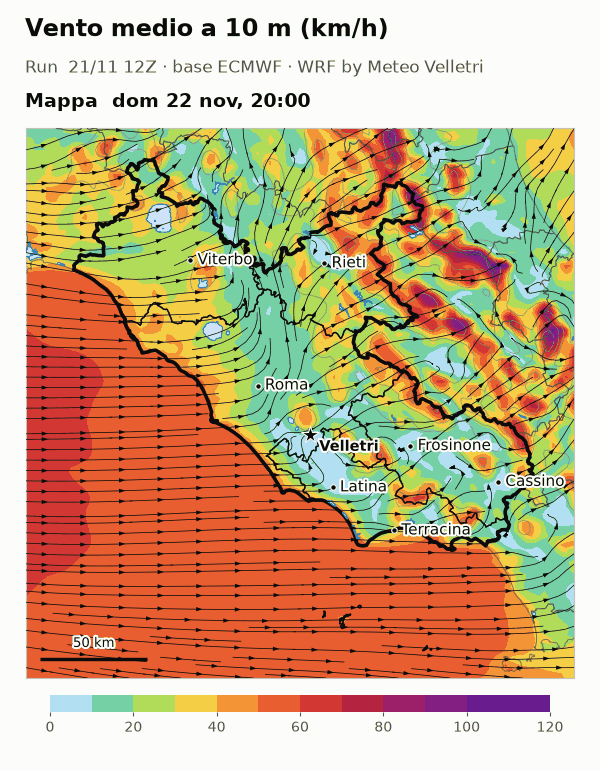 Vento medio a 10 m (km/h)
Run  21/11 12Z · base ECMWF · WRF by Meteo Velletri
Mappa  dom 22 nov, 20:00
Viterbo
Rieti
Roma
Velletri
Frosinone
Latina
Cassino
Terracina
50 km
0 20 40 60 80 100 120